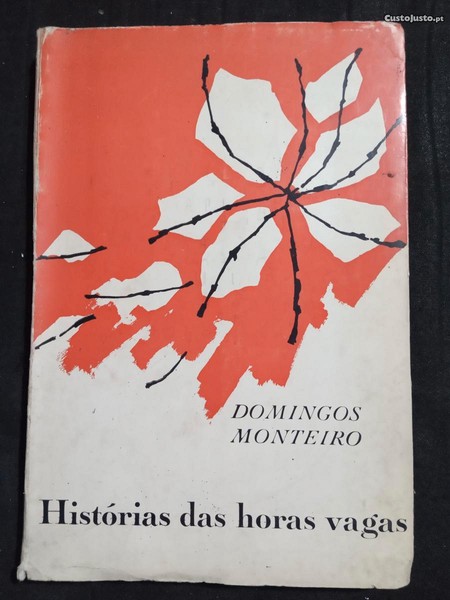 CustoJusto.pt
DOMINGOS
MONTEIRO
Histórias das horas vagas